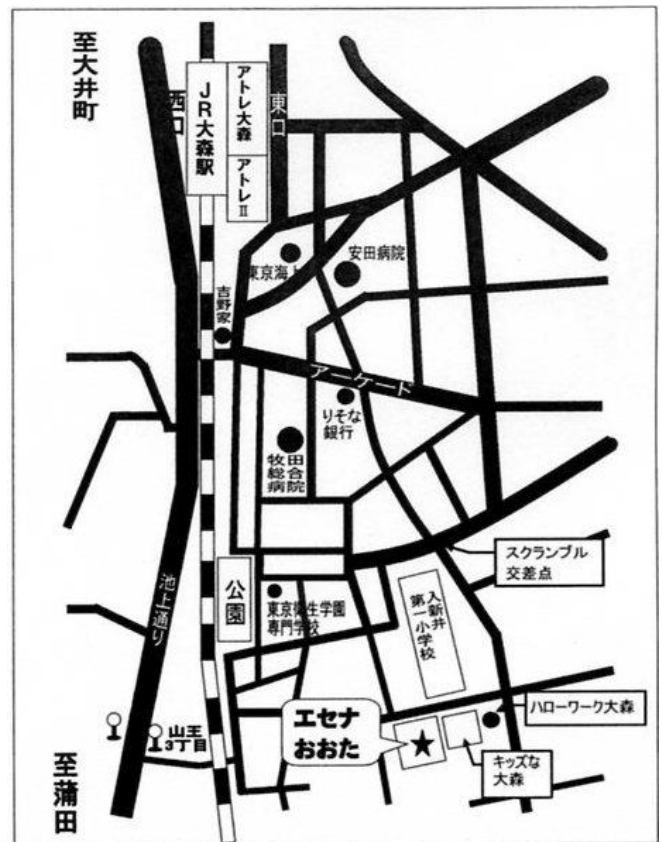 至大井町
西口
JR大森駅
アトレ大森
アトレⅡ
東口
東京海上
安田病院
吉野家
アーケード
りそな
銀行
牧田
総合
病院
スクランブル
交差点
公園
東京衛生学園
専門学校
入新井
第一小学校
池上通り
エセナ
おおた
ハローワーク大森
キッズな
大森
山王
3丁目
至蒲田